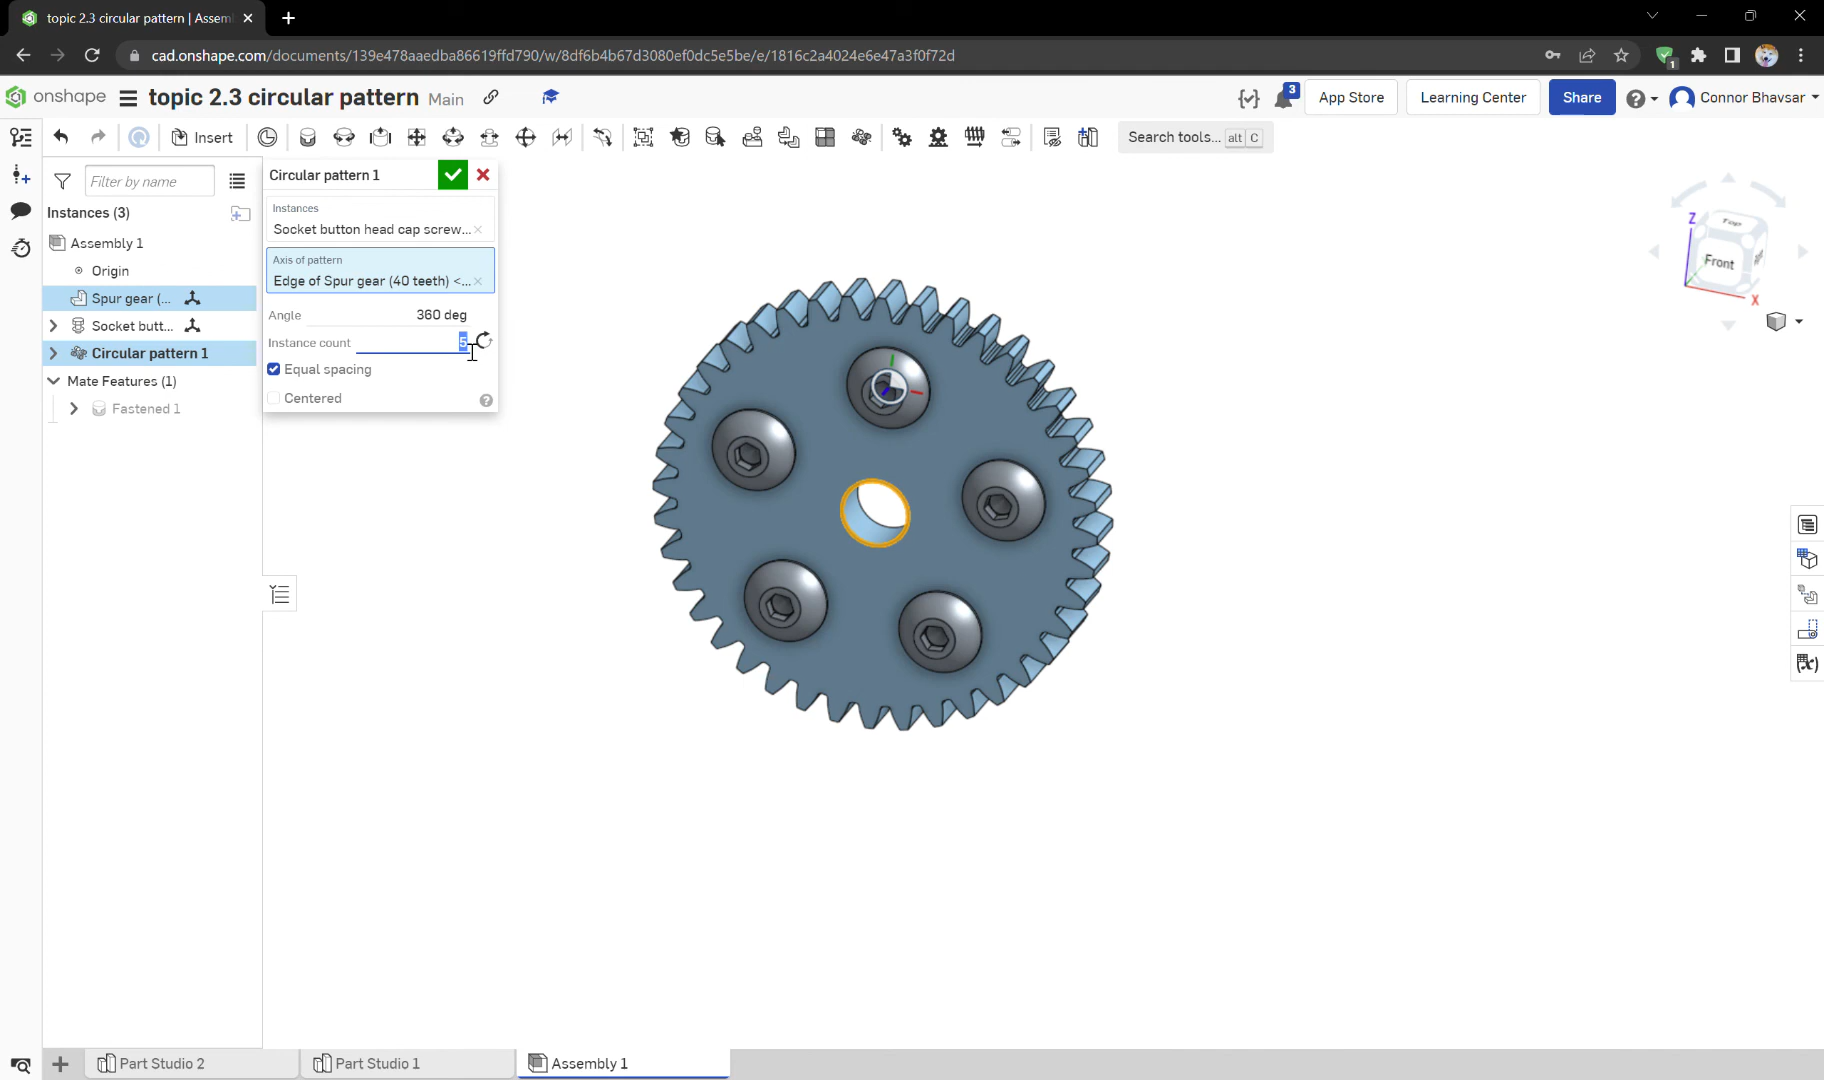 topic 2.3 circular pattern | Assem
cad.onshape.com/documents/139e478aaedba86619ffd790/w/8df6b4b67d3080ef0dc5e5be/e/1816c2a4024e6e47a3f0f72d
1
onshape
topic 2.3 circular pattern Main
3
App Store
Learning Center
Share
Connor Bhavsar
Insert
Search tools... alt C
Filter by name
Instances (3)
Assembly 1
Origin
Spur gear (...
Socket butt...
Circular pattern 1
Mate Features (1)
Fastened 1
Circular pattern 1
Instances
Socket button head cap screw...
Axis of pattern
Edge of Spur gear (40 teeth) <...
Angle 360 deg
Instance count 5
Equal spacing
Centered
Top
Z
Front
X
Part Studio 2
Part Studio 1
Assembly 1